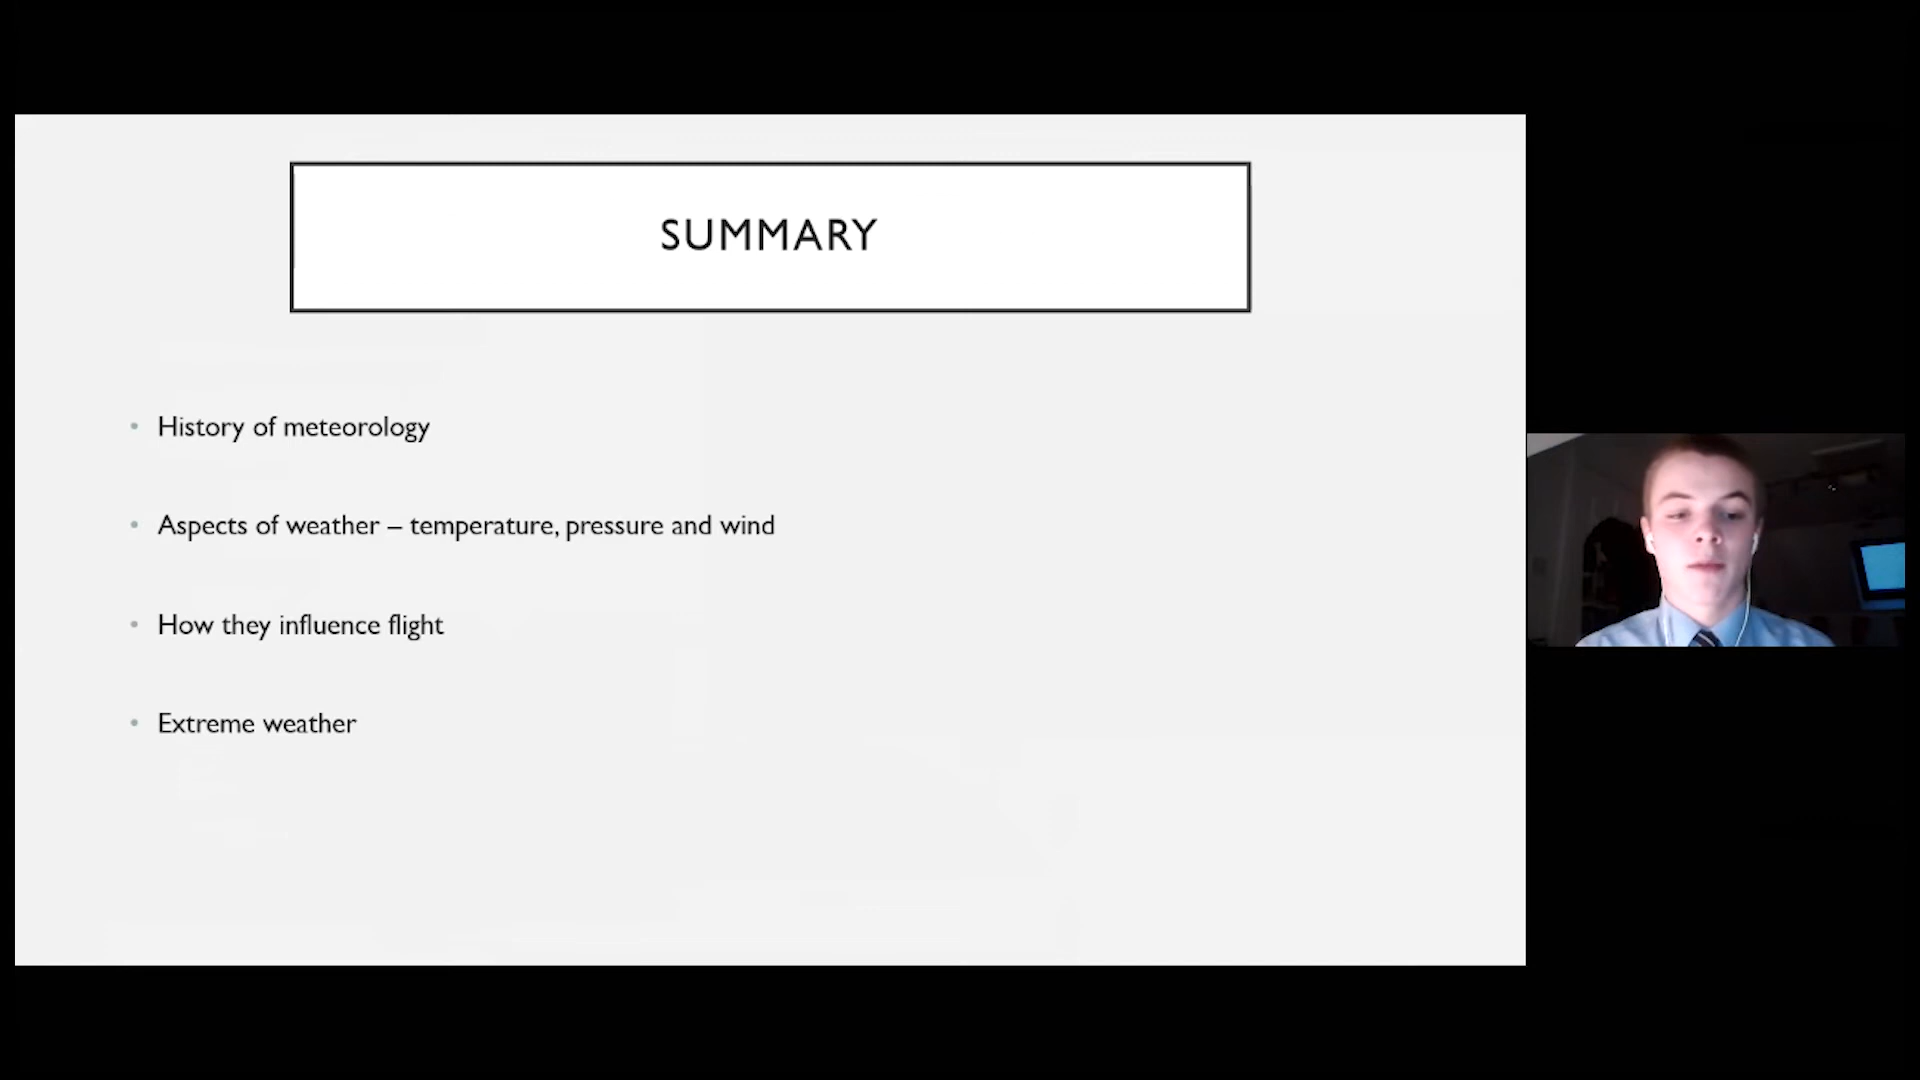 SUMMARY
• History of meteorology
• Aspects of weather – temperature, pressure and wind
• How they influence flight
• Extreme weather